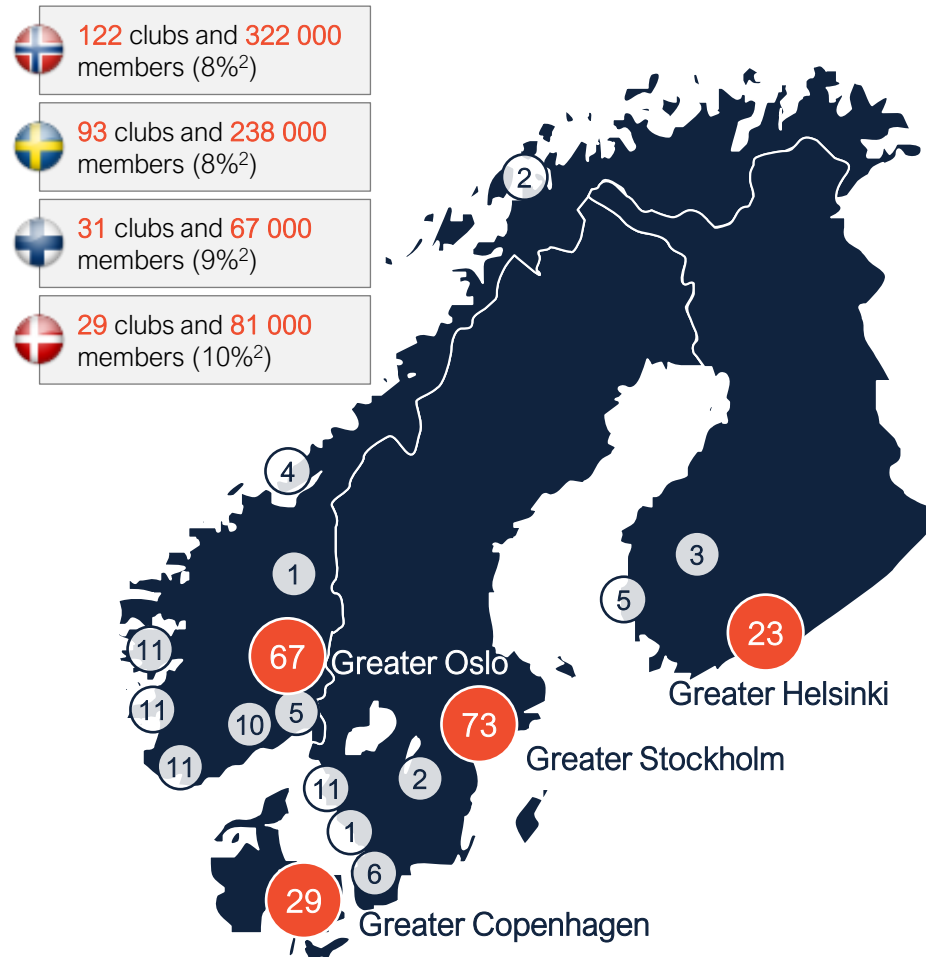 122 clubs and 322 000
members (8%²)
93 clubs and 238 000
members (8%²)
31 clubs and 67 000
members (9%²)
29 clubs and 81 000
members (10%²)
2
4
1
3
5
11
67
Greater Oslo
23
Greater Helsinki
11
10
5
73
Greater Stockholm
11
2
11
1
6
29
Greater Copenhagen